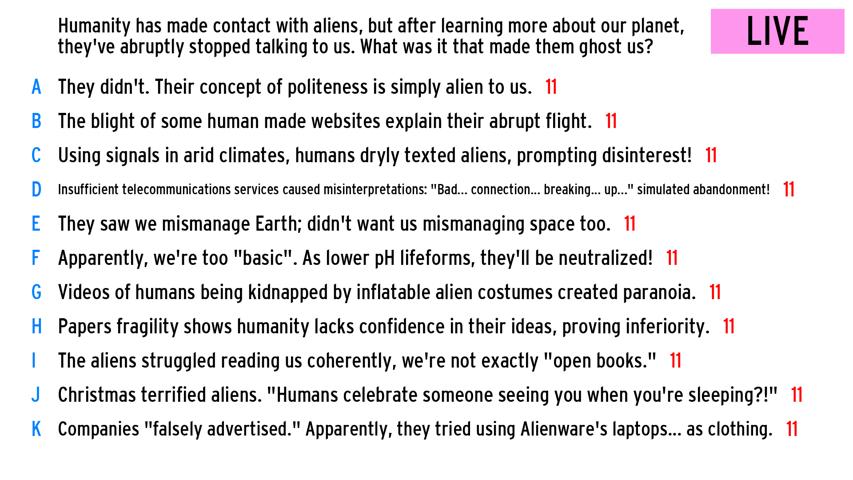 Humanity has made contact with aliens, but after learning more about our planet,
they've abruptly stopped talking to us. What was it that made them ghost us?
LIVE
A They didn't. Their concept of politeness is simply alien to us. 11
B The blight of some human made websites explain their abrupt flight. 11
C Using signals in arid climates, humans dryly texted aliens, prompting disinterest! 11
D Insufficient telecommunications services caused misinterpretations: "Bad... connection... breaking... up..." simulated abandonment! 11
E They saw we mismanage Earth; didn't want us mismanaging space too. 11
F Apparently, we're too "basic". As lower pH lifeforms, they'll be neutralized! 11
G Videos of humans being kidnapped by inflatable alien costumes created paranoia. 11
H Papers fragility shows humanity lacks confidence in their ideas, proving inferiority. 11
I The aliens struggled reading us coherently, we're not exactly "open books." 11
J Christmas terrified aliens. "Humans celebrate someone seeing you when you're sleeping?!" 11
K Companies "falsely advertised." Apparently, they tried using Alienware's laptops... as clothing. 11